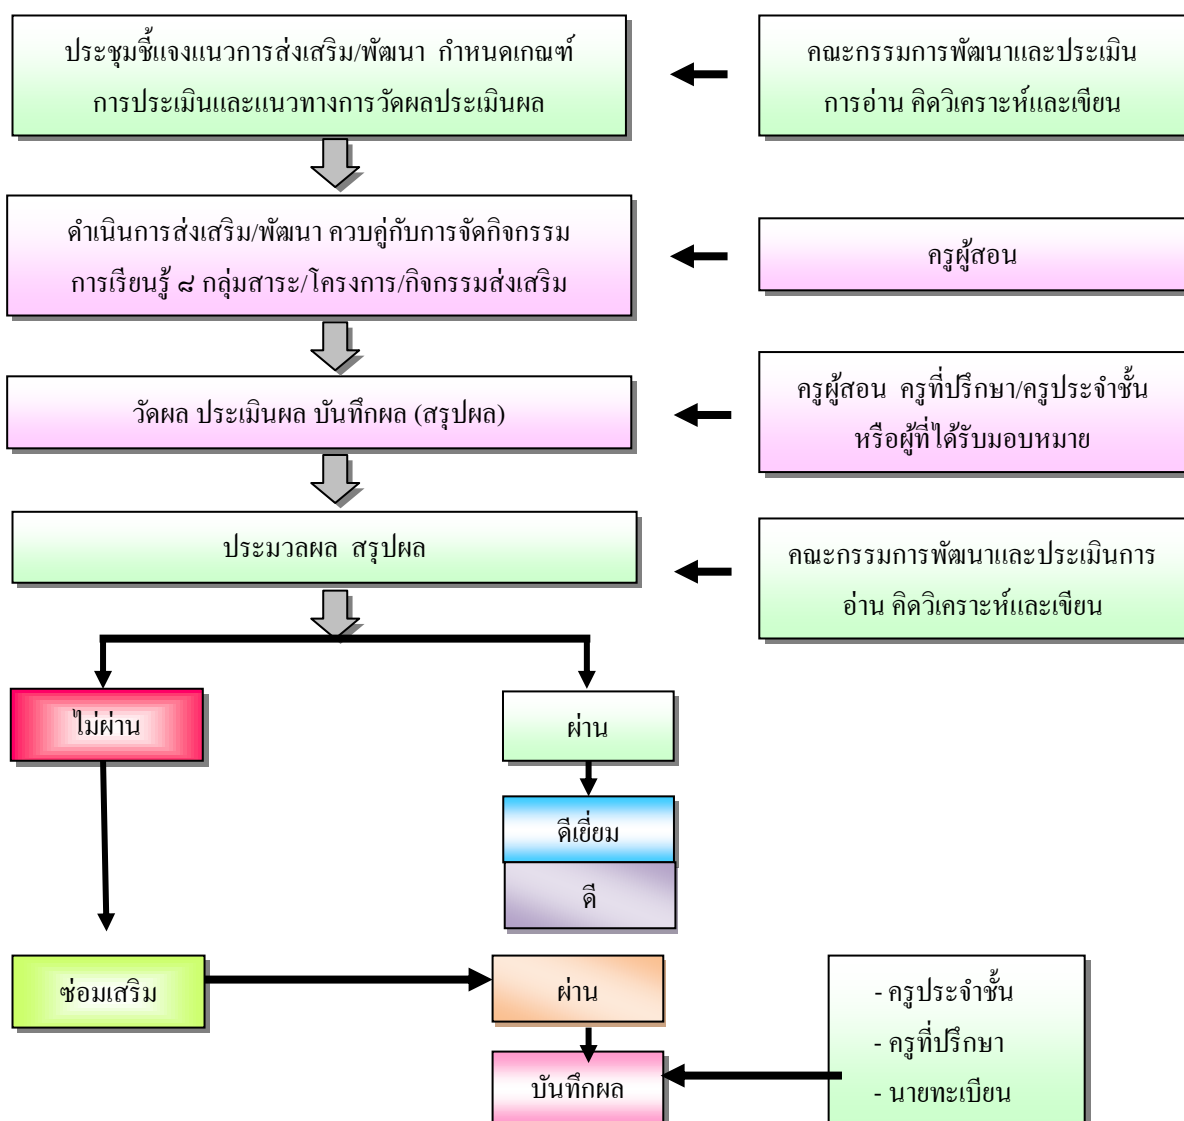 ประชุมชี้แจงแนวการส่งเสริม/พัฒนา กำหนดเกณฑ์
การประเมินและแนวทางการวัดผลประเมินผล
คณะกรรมการพัฒนาและประเมิน
การอ่าน คิดวิเคราะห์และเขียน
ดำเนินการส่งเสริม/พัฒนา ควบคู่กับการจัดกิจกรรม
การเรียนรู้ ๘ กลุ่มสาระ/โครงการ/กิจกรรมส่งเสริม
ครูผู้สอน
วัดผล ประเมินผล บันทึกผล (สรุปผล)
ครูผู้สอน ครูที่ปรึกษา/ครูประจำชั้น
หรือผู้ที่ได้รับมอบหมาย
ประมวลผล สรุปผล
คณะกรรมการพัฒนาและประเมินการ
อ่าน คิดวิเคราะห์และเขียน
ไม่ผ่าน
ผ่าน
ดีเยี่ยม
ดี
ซ่อมเสริม
ผ่าน
บันทึกผล
- ครูประจำชั้น
- ครูที่ปรึกษา
- นายทะเบียน